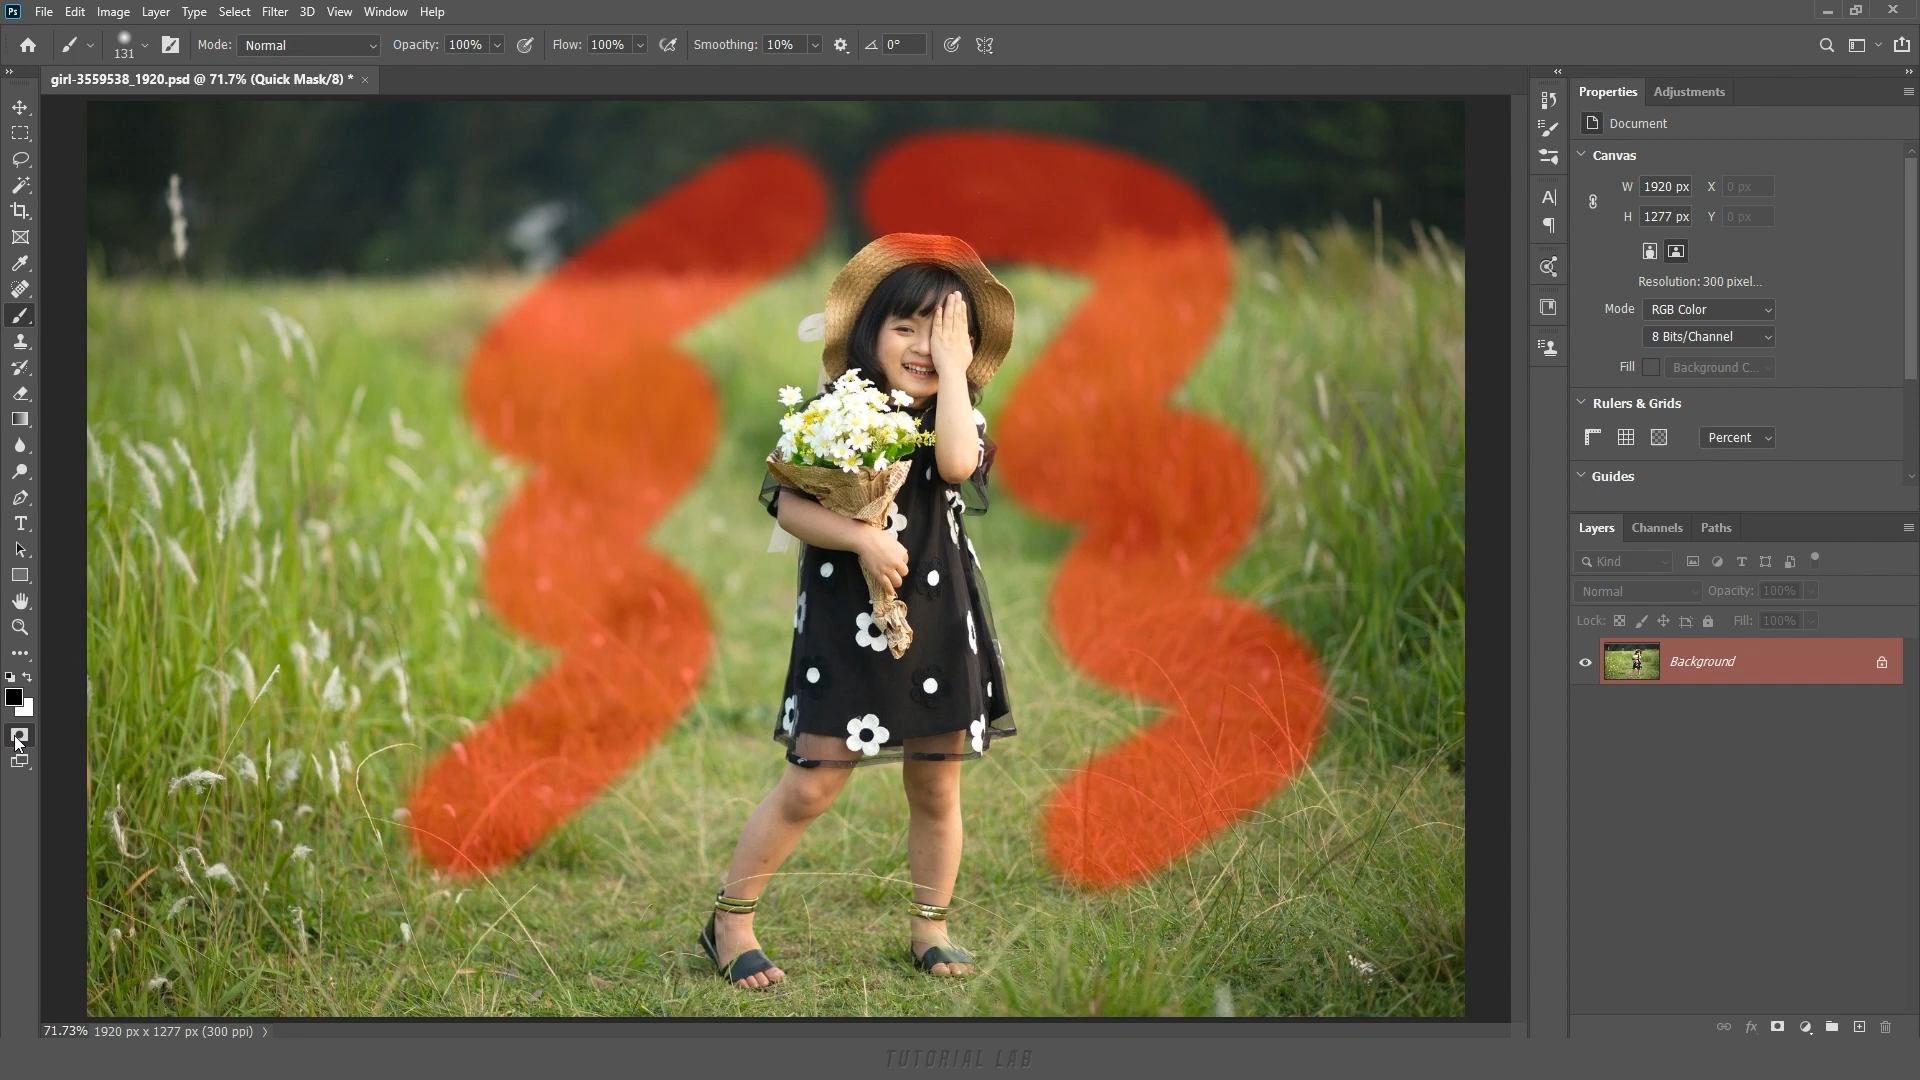 Ps File Edit Image Layer Type Select Filter 3D View Window Help
131 Mode: Normal Opacity: 100% Flow: 100% Smoothing: 10% 0°
girl-3559538_1920.psd @ 71.7% (Quick Mask/8) * ×
Properties Adjustments
Document
Canvas
W 1920 px X 0 px
H 1277 px Y 0 px
Resolution: 300 pixel...
Mode RGB Color
8 Bits/Channel
Fill Background C...
Rulers & Grids
Percent
Guides
Layers Channels Paths
Kind
Normal Opacity: 100%
Lock: Fill: 100%
Background
71.73% 1920 px x 1277 px (300 ppi)
TUTORIAL LAB